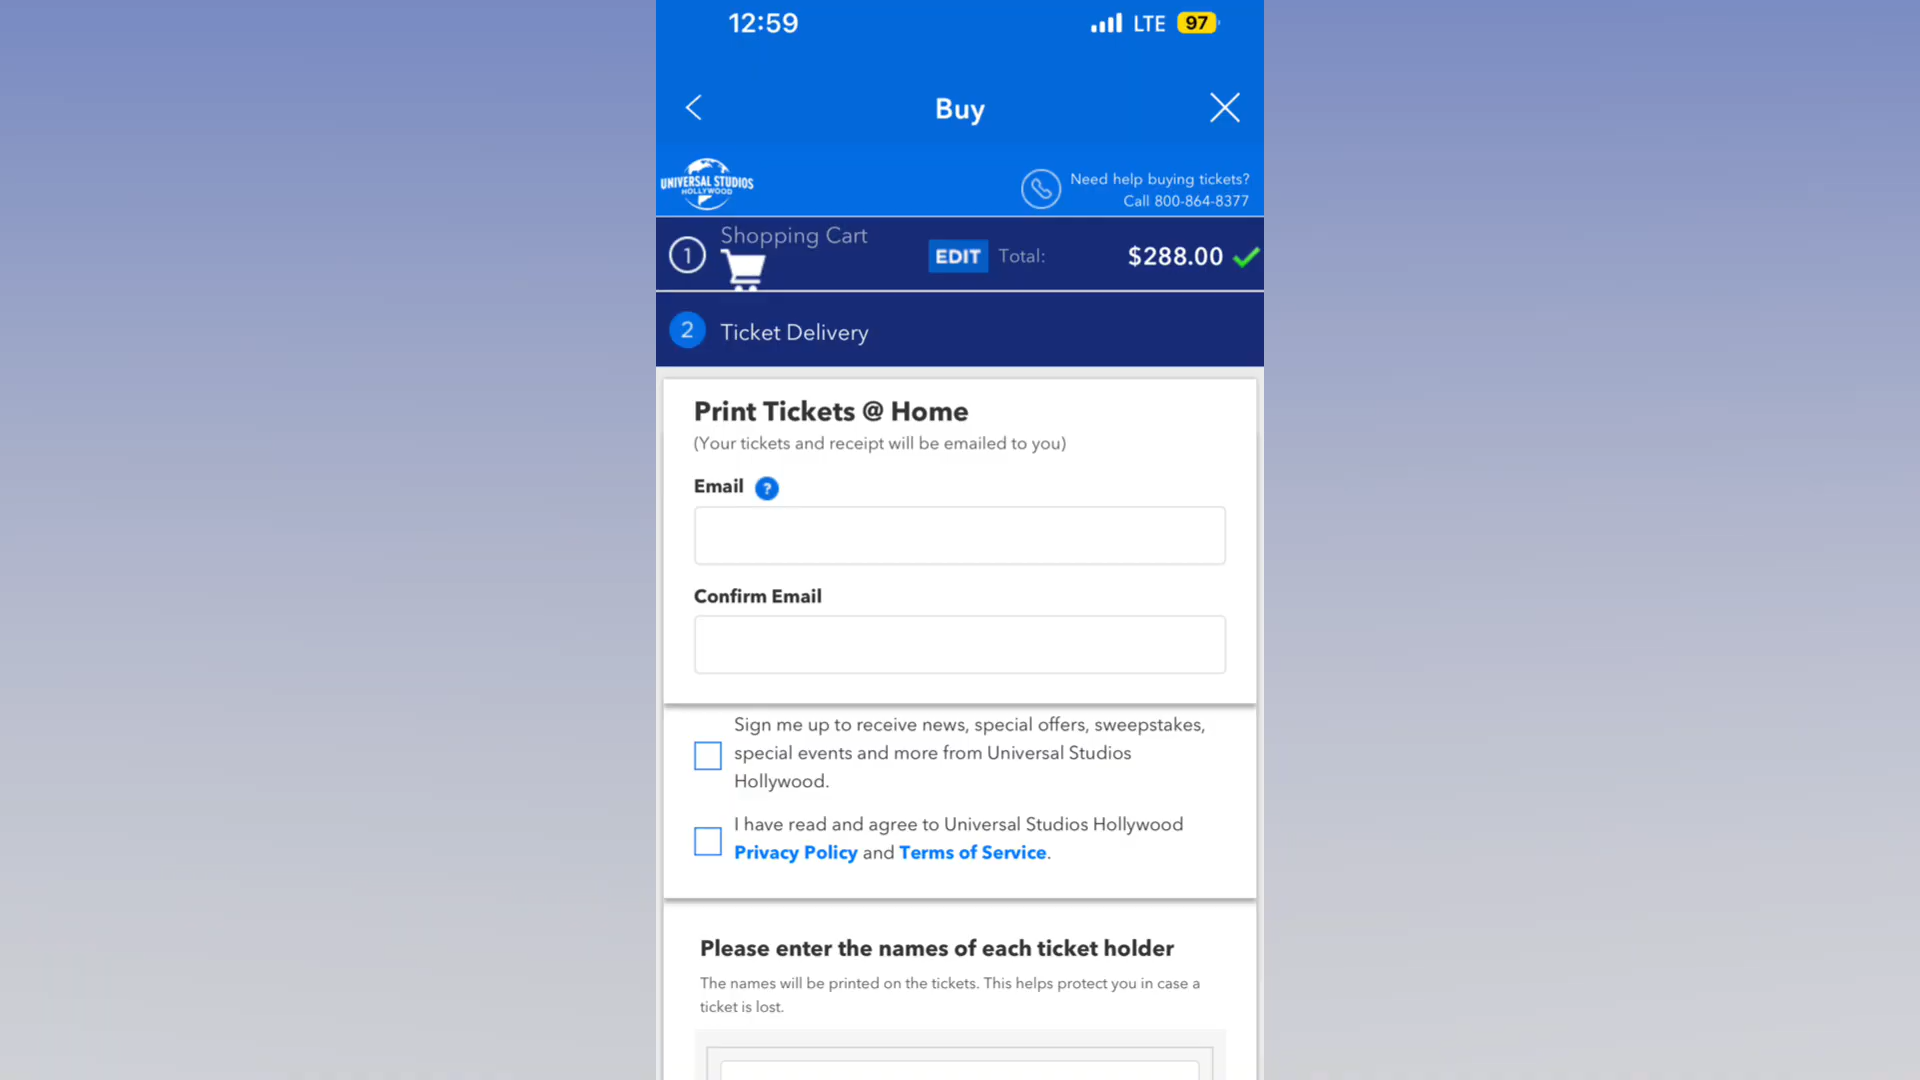 12:59
LTE 97
Buy
UNIVERSAL STUDIOS
HOLLYWOOD
Need help buying tickets?
Call 800-864-8377
1 Shopping Cart
EDIT Total: $288.00
2 Ticket Delivery
Print Tickets @ Home
(Your tickets and receipt will be emailed to you)
Email ?
Confirm Email
Sign me up to receive news, special offers, sweepstakes,
special events and more from Universal Studios
Hollywood.
I have read and agree to Universal Studios Hollywood
Privacy Policy and Terms of Service.
Please enter the names of each ticket holder
The names will be printed on the tickets. This helps protect you in case a
ticket is lost.